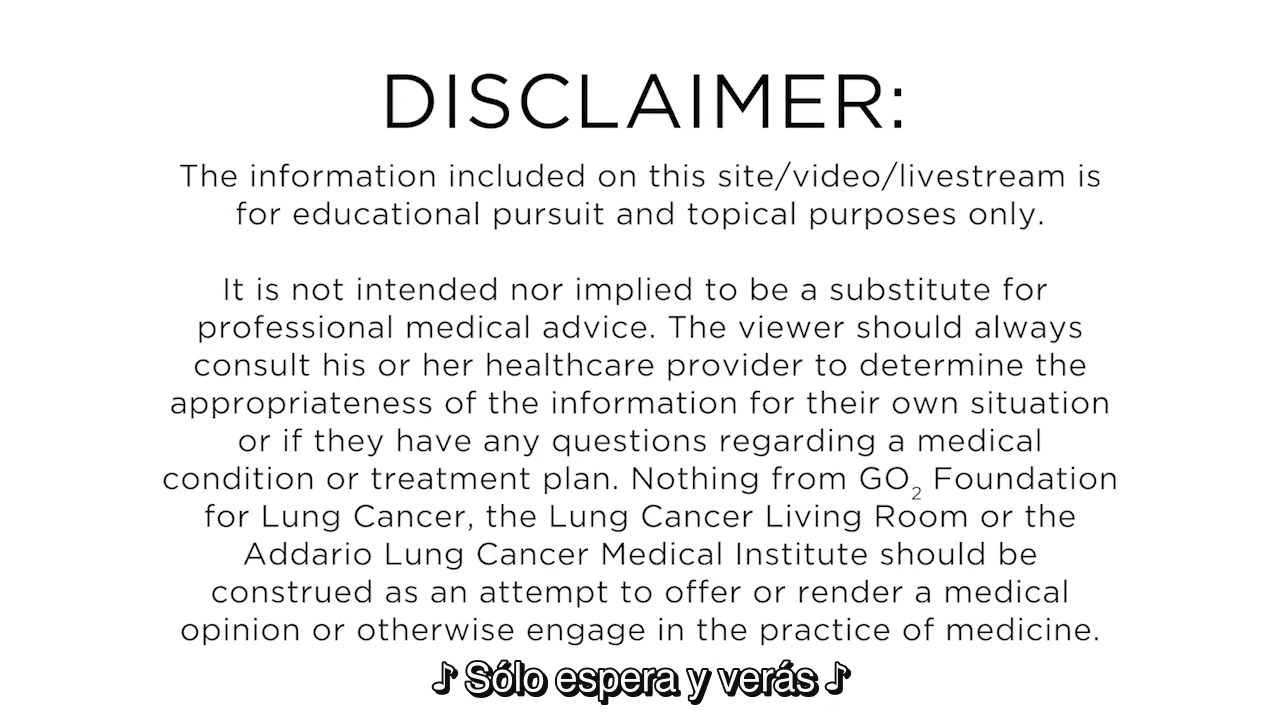 DISCLAIMER:
The information included on this site/video/livestream is
for educational pursuit and topical purposes only.
It is not intended nor implied to be a substitute for
professional medical advice. The viewer should always
consult his or her healthcare provider to determine the
appropriateness of the information for their own situation
or if they have any questions regarding a medical
condition or treatment plan. Nothing from GO₂ Foundation
for Lung Cancer, the Lung Cancer Living Room or the
Addario Lung Cancer Medical Institute should be
construed as an attempt to offer or render a medical
opinion or otherwise engage in the practice of medicine.
♪ Sólo espera y verás ♪